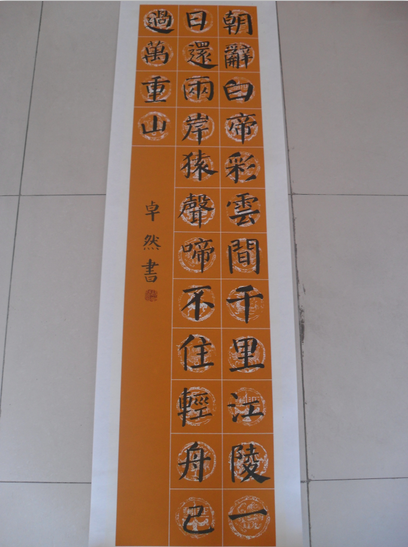 朝辭白帝彩雲間千里江陵一
日還兩岸猿聲啼不住輕舟已
過萬重山
卓然書